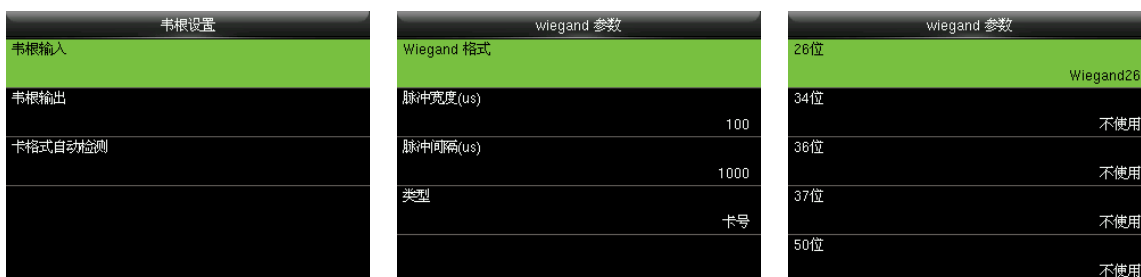 韦根设置
韦根输入
韦根输出
卡格式自动检测
wiegand 参数
Wiegand 格式
脉冲宽度(us)
100
脉冲间隔(us)
1000
类型
卡号
wiegand 参数
26位
Wiegand26
34位
不使用
36位
不使用
37位
不使用
50位
不使用